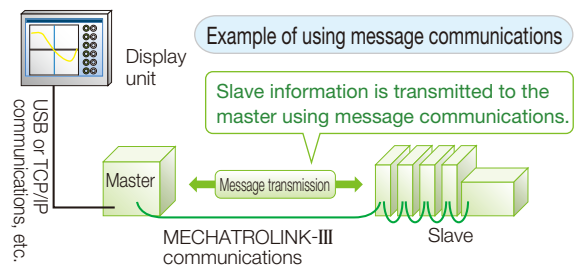 Example of using message communications
Display
unit
Slave information is transmitted to the
master using message communications.
USB or TCP/IP
communications, etc.
Master
Message transmission
MECHATROLINK-III
communications
Slave